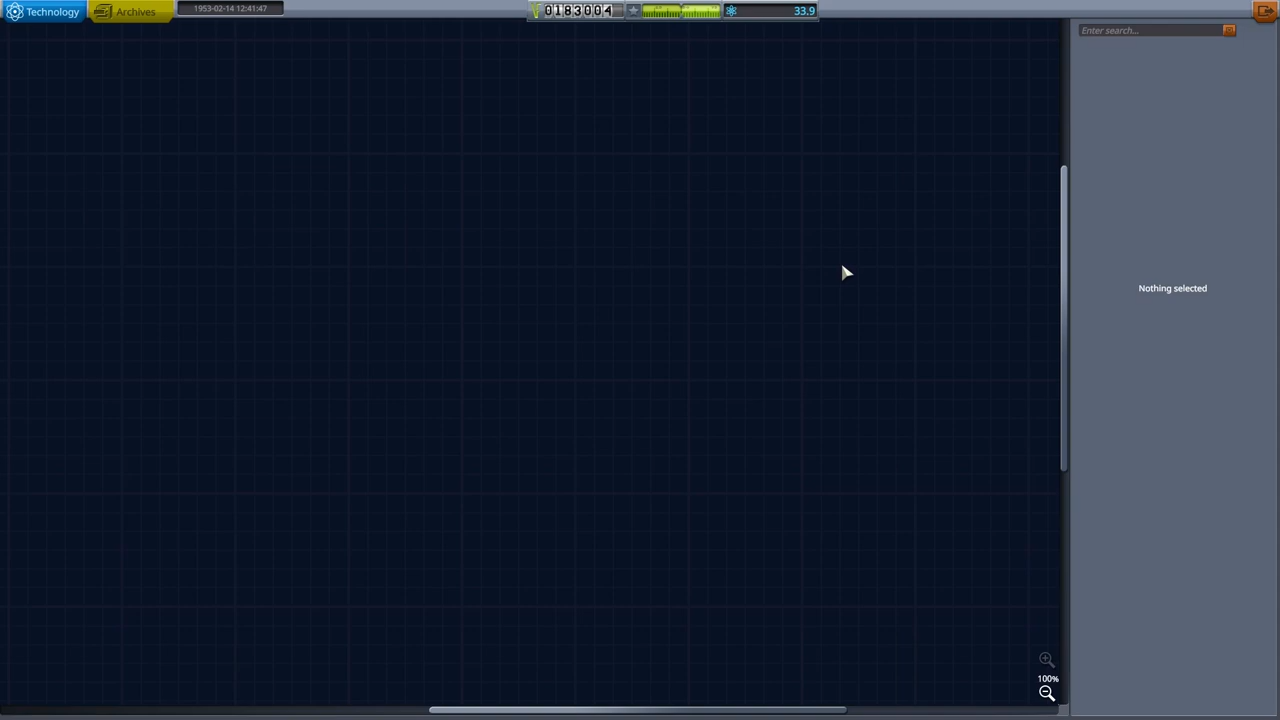 Technology
Archives
1953-02-14 12:41:47
0183004
33.9
Enter search...
Nothing selected
100%